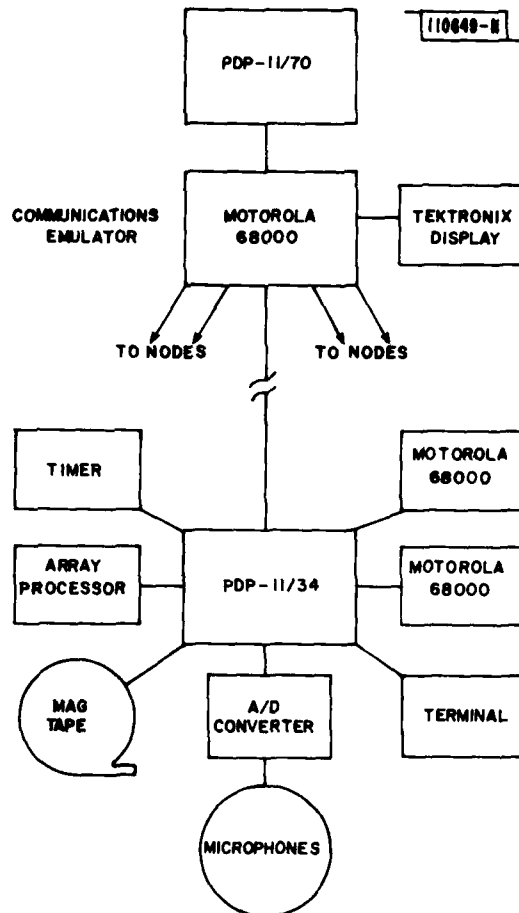 110649-N
PDP-11/70
COMMUNICATIONS
EMULATOR
MOTOROLA
68000
TEKTRONIX
DISPLAY
TO NODES
TO NODES
TIMER
MOTOROLA
68000
ARRAY
PROCESSOR
PDP-11/34
MOTOROLA
68000
MAG
TAPE
A/D
CONVERTER
TERMINAL
MICROPHONES